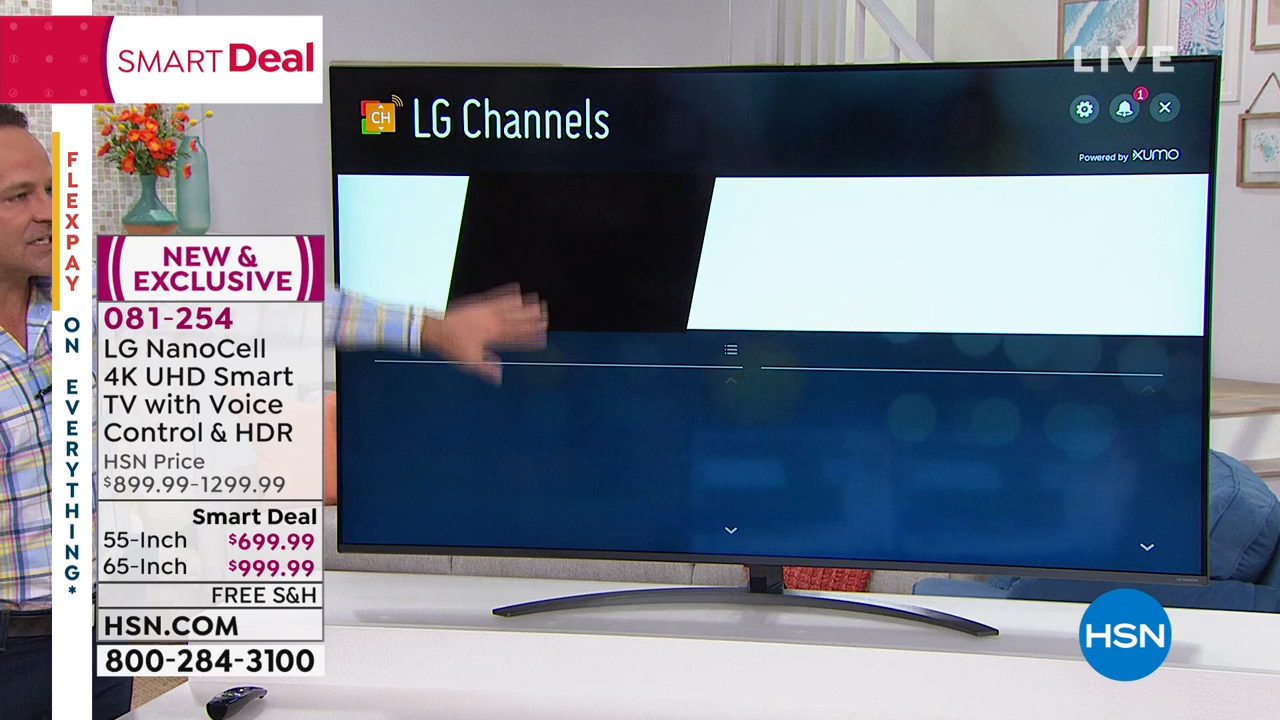 SMART Deal
LIVE
CH
LG Channels
1
Powered by XUMO
FLEXPAY ON EVERYTHING*
NEW &
EXCLUSIVE
081-254
LG NanoCell
4K UHD Smart
TV with Voice
Control & HDR
HSN Price
$899.99-1299.99
Smart Deal
55-Inch $699.99
65-Inch $999.99
FREE S&H
HSN.COM
800-284-3100
HSN